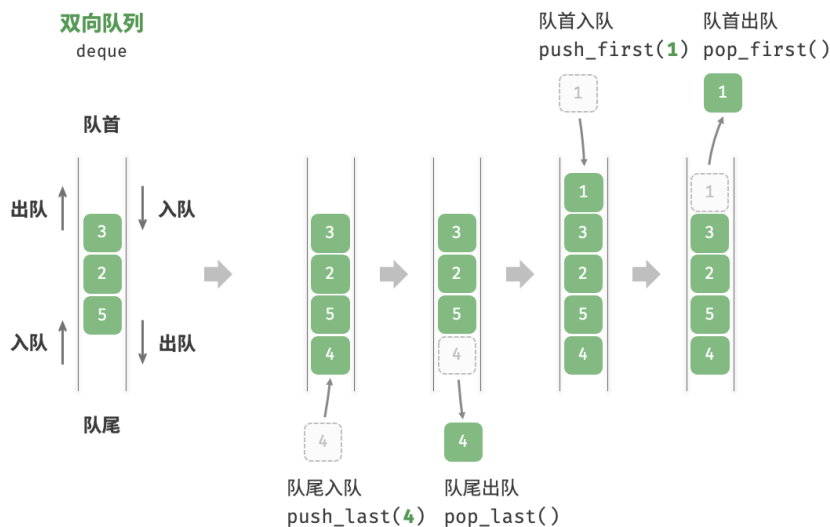 双向队列
deque
队首
出队
入队
3
2
5
入队
出队
队尾
3
2
5
4
4
队尾入队
push_last(4)
3
2
5
4
4
队尾出队
pop_last()
队首入队
push_first(1)
1
1
3
2
5
4
队首出队
pop_first()
1
1
3
2
5
4